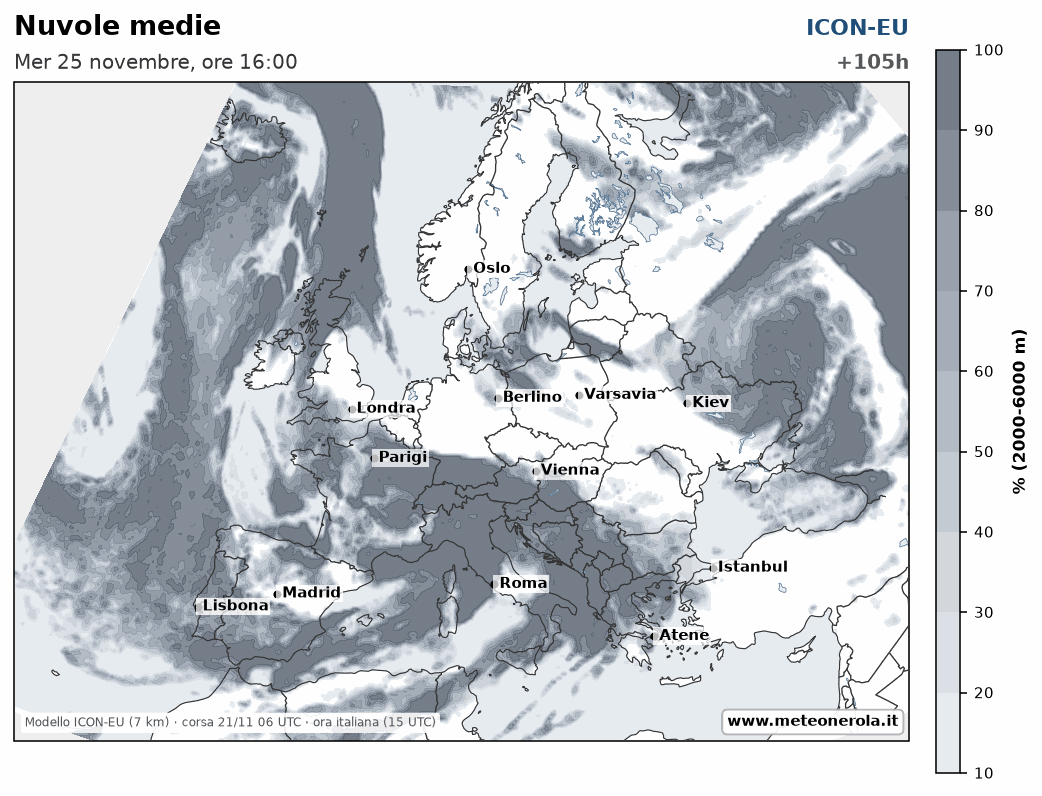 Nuvole medie
ICON-EU
Mer 25 novembre, ore 16:00
+105h
100
90
80
70
60
50
40
30
20
10
% (2000-6000 m)
Oslo
Berlino
Varsavia
Kiev
Londra
Parigi
Vienna
Istanbul
Roma
Madrid
Lisbona
Atene
Modello ICON-EU (7 km) · corsa 21/11 06 UTC · ora italiana (15 UTC)
www.meteonerola.it